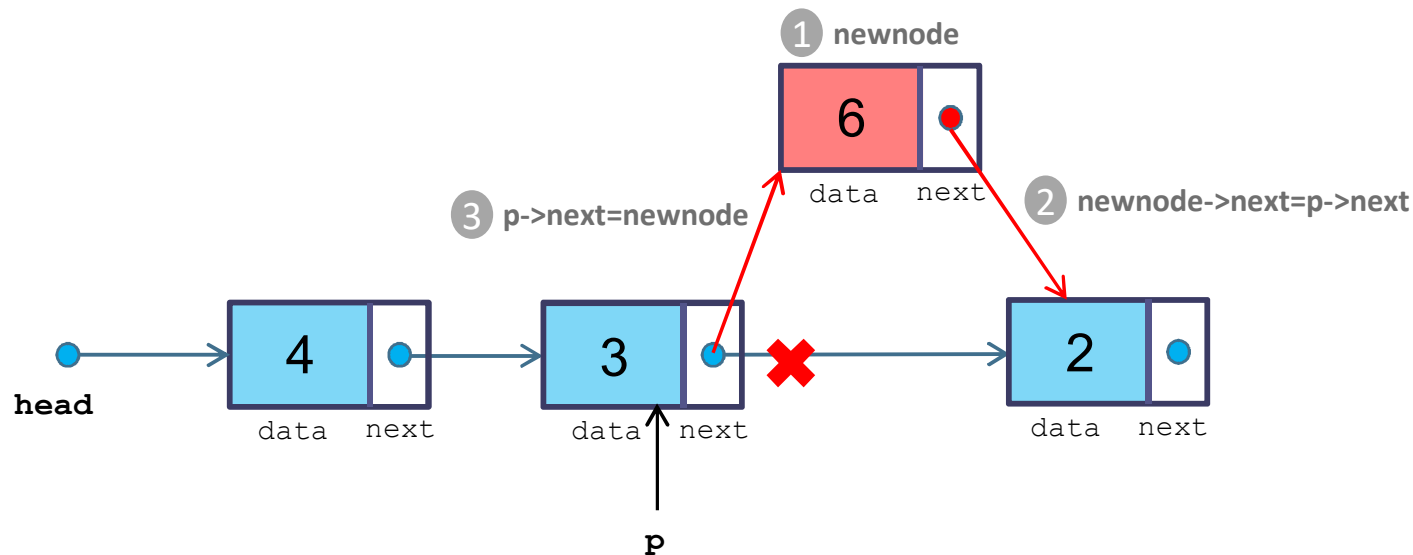 1 newnode
6
data next
3 p->next=newnode
2 newnode->next=p->next
4
3
2
head
data next
data next
data next
p